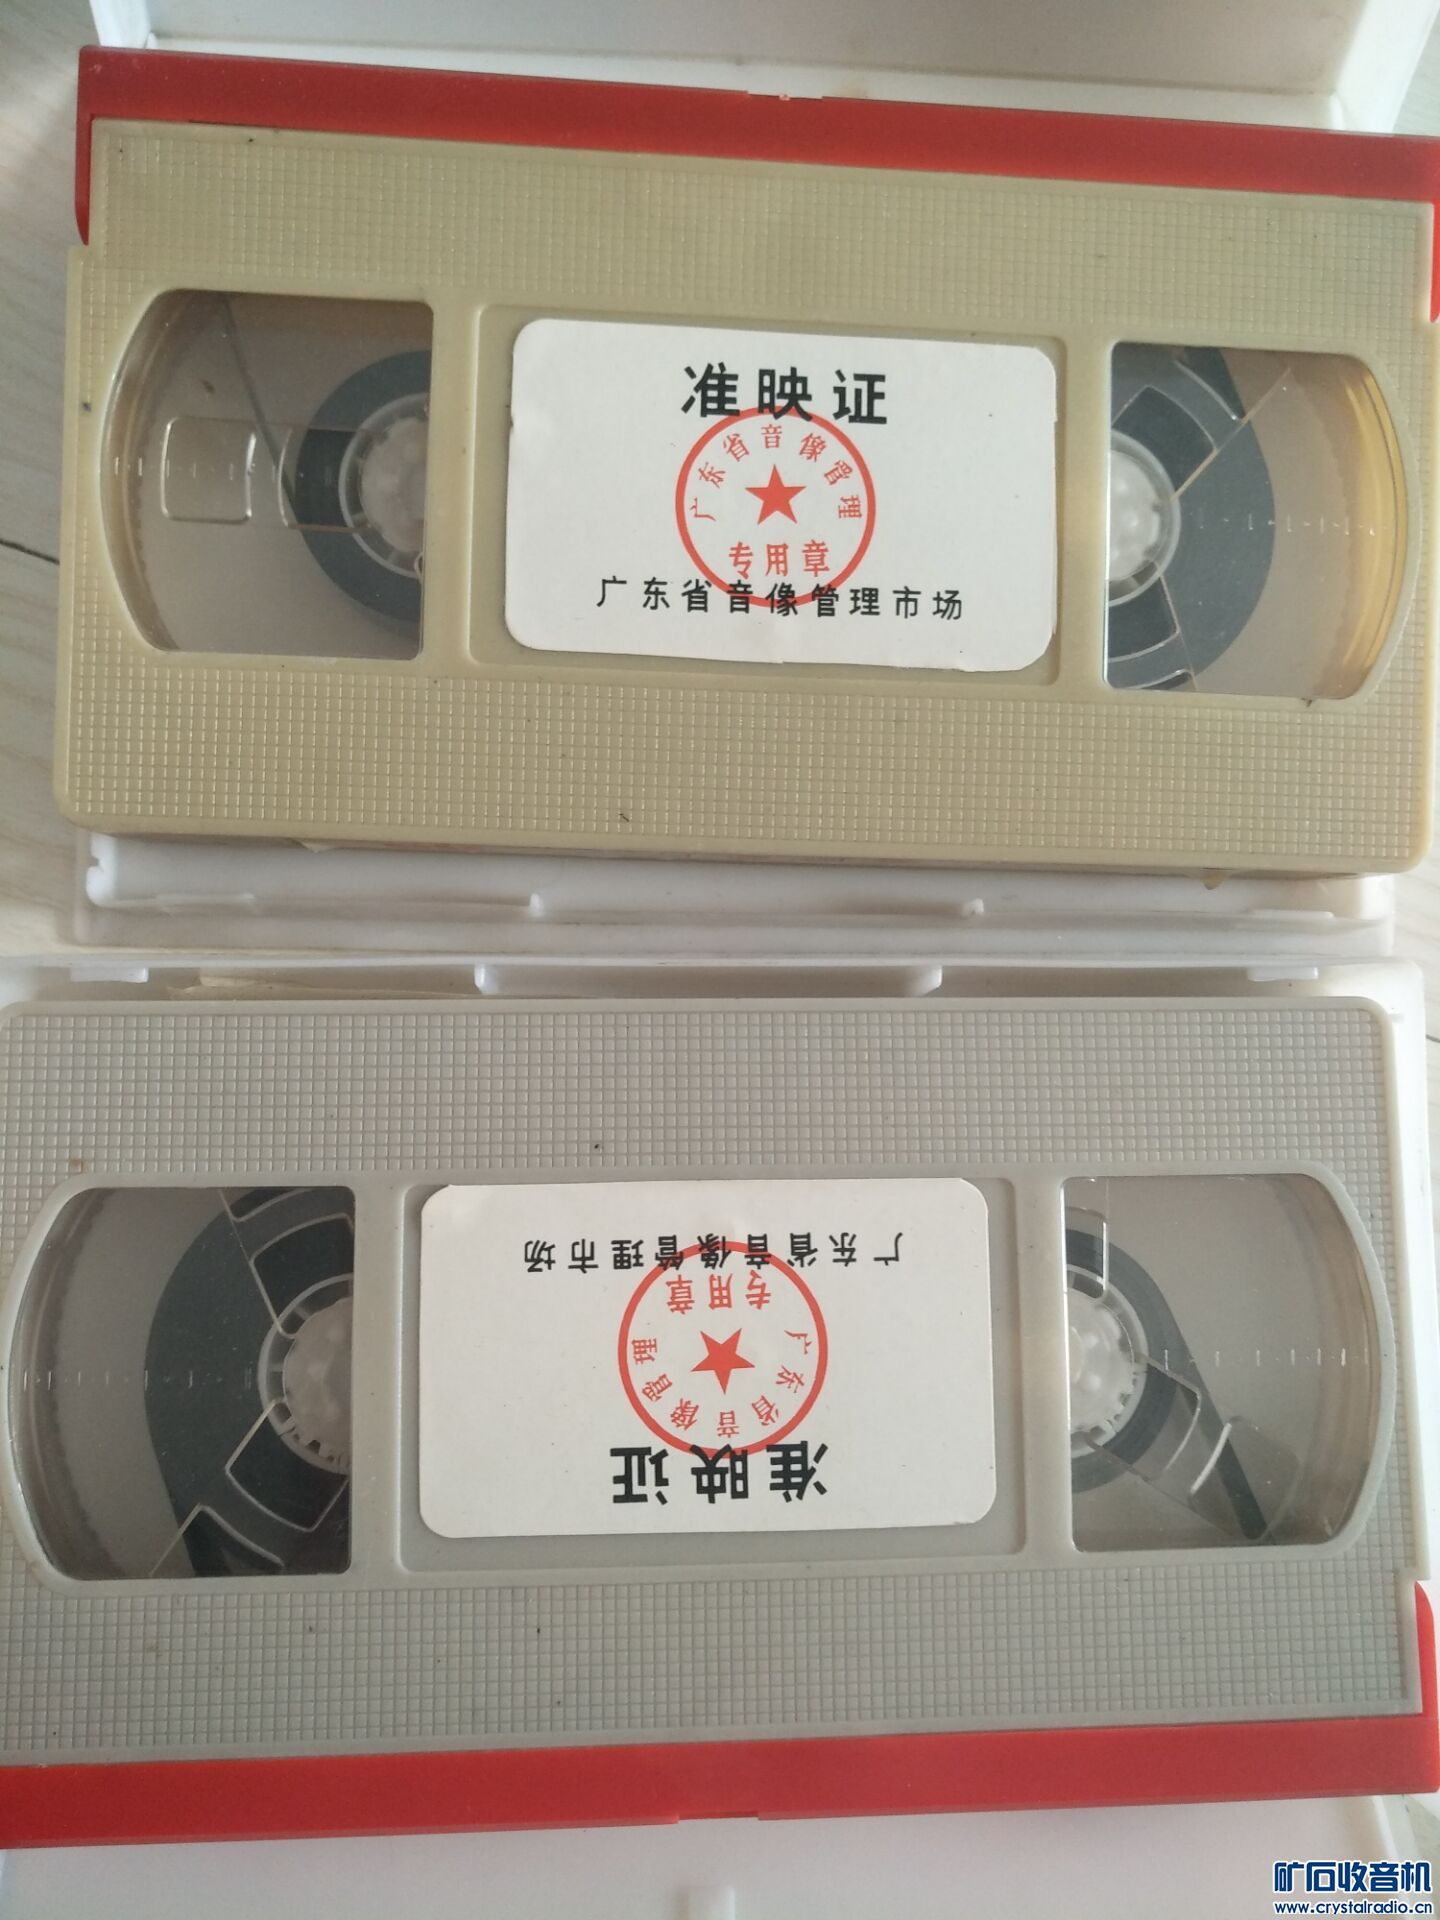 准映证
广东省音像管理
专用章
广东省音像管理市场
广东省音像管理市场
专用章
广东省音像管理
准映证
矿石收音机
www.crystalradio.cn